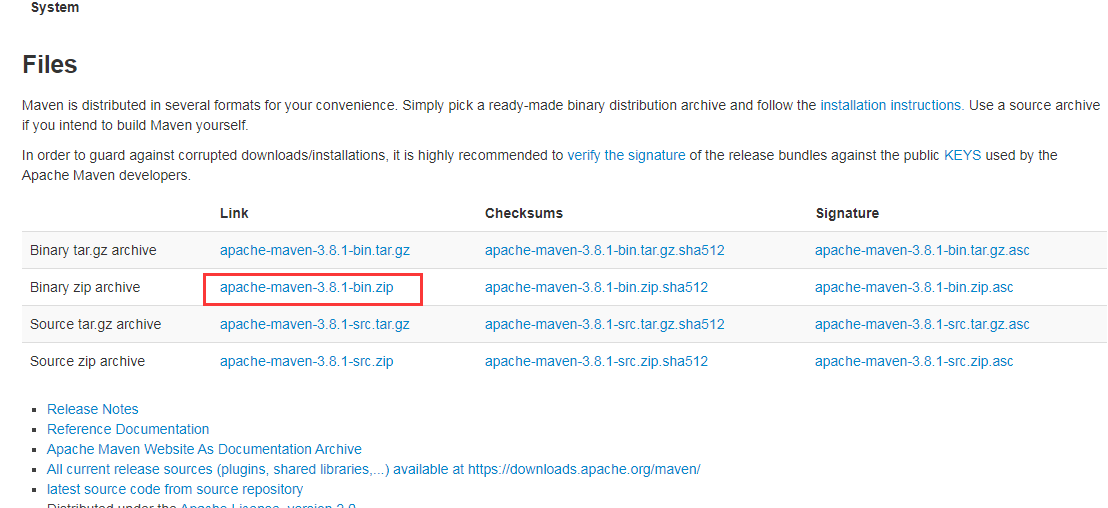 System
Files
Maven is distributed in several formats for your convenience. Simply pick a ready-made binary distribution archive and follow the installation instructions. Use a source archive
if you intend to build Maven yourself.
In order to guard against corrupted downloads/installations, it is highly recommended to verify the signature of the release bundles against the public KEYS used by the
Apache Maven developers.
Link Checksums Signature
Binary tar.gz archive apache-maven-3.8.1-bin.tar.gz apache-maven-3.8.1-bin.tar.gz.sha512 apache-maven-3.8.1-bin.tar.gz.asc
Binary zip archive apache-maven-3.8.1-bin.zip apache-maven-3.8.1-bin.zip.sha512 apache-maven-3.8.1-bin.zip.asc
Source tar.gz archive apache-maven-3.8.1-src.tar.gz apache-maven-3.8.1-src.tar.gz.sha512 apache-maven-3.8.1-src.tar.gz.asc
Source zip archive apache-maven-3.8.1-src.zip apache-maven-3.8.1-src.zip.sha512 apache-maven-3.8.1-src.zip.asc
Release Notes
Reference Documentation
Apache Maven Website As Documentation Archive
All current release sources (plugins, shared libraries,...) available at https://downloads.apache.org/maven/
latest source code from source repository
Distributed under the Apache License, version 2.0